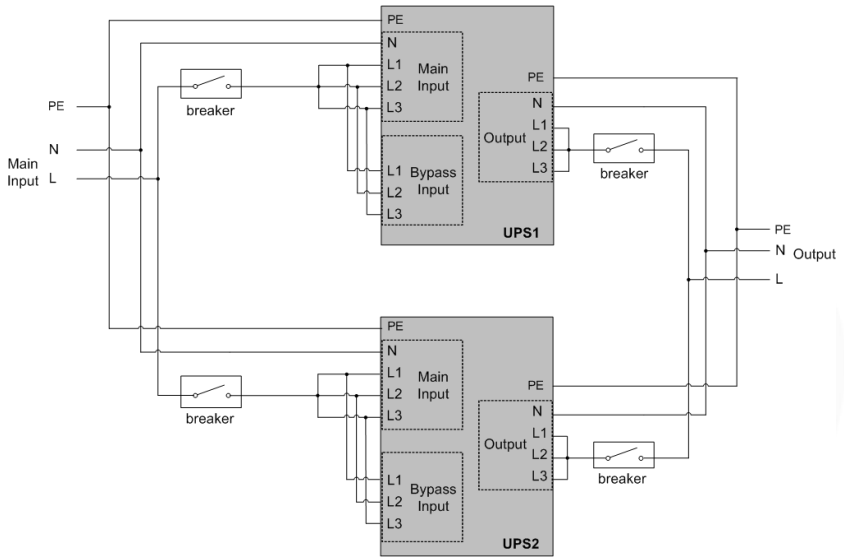 PE
N
L1
L2
L3
Main
Input
L1
L2
L3
Bypass
Input
PE
N
L1
L2
L3
Output
UPS1
breaker
breaker
PE
N
L
Main
Input
PE
N
L
Output
PE
N
L1
L2
L3
Main
Input
L1
L2
L3
Bypass
Input
PE
N
L1
L2
L3
Output
UPS2
breaker
breaker